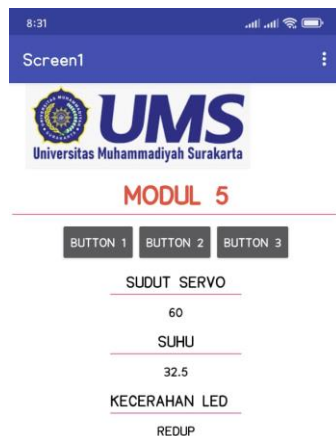 8:31
Screen1
UMS
Universitas Muhammadiyah Surakarta
MODUL 5
BUTTON 1 BUTTON 2 BUTTON 3
SUDUT SERVO
60
SUHU
32.5
KECERAHAN LED
REDUP